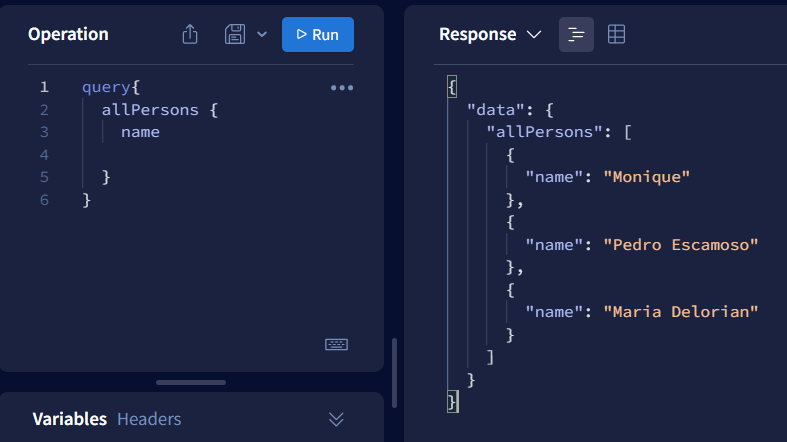 Operation
Run
1 query{
2 allPersons {
3 name
4
5 }
6 }
Variables Headers
Response
{
"data": {
"allPersons": [
{
"name": "Monique"
},
{
"name": "Pedro Escamoso"
},
{
"name": "Maria Delorian"
}
]
}
}